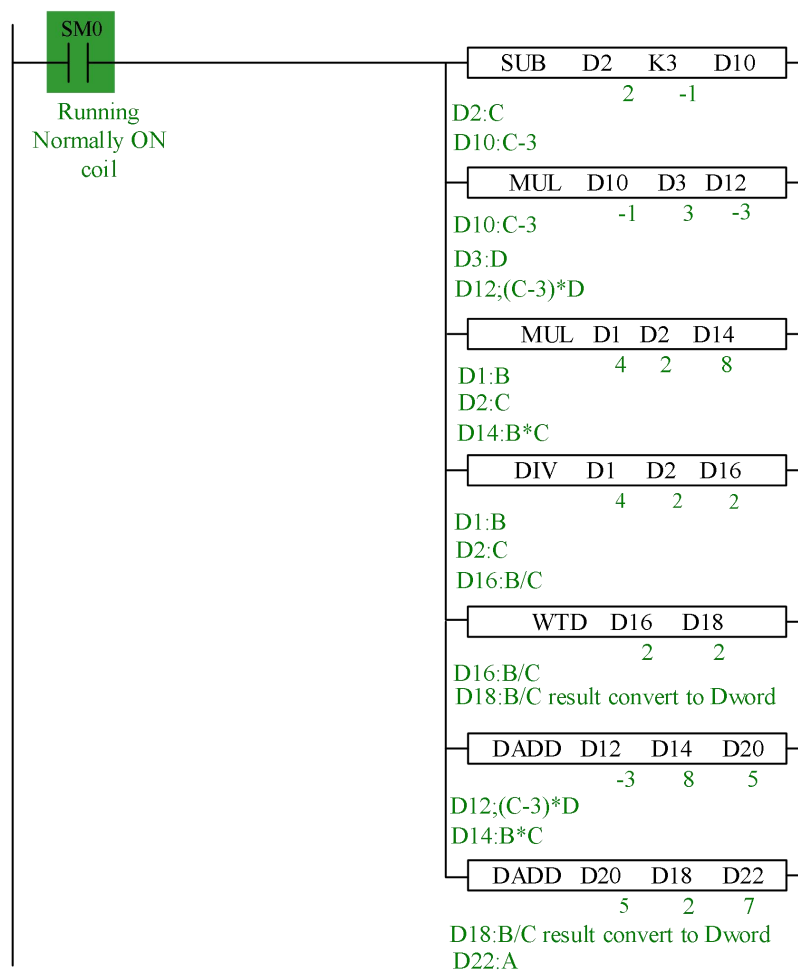 SM0
Running
Normally ON
coil
SUB D2 K3 D10
2 -1
D2:C
D10:C-3
MUL D10 D3 D12
-1 3 -3
D10:C-3
D3:D
D12;(C-3)*D
MUL D1 D2 D14
4 2 8
D1:B
D2:C
D14:B*C
DIV D1 D2 D16
4 2 2
D1:B
D2:C
D16:B/C
WTD D16 D18
2 2
D16:B/C
D18:B/C result convert to Dword
DADD D12 D14 D20
-3 8 5
D12;(C-3)*D
D14:B*C
DADD D20 D18 D22
5 2 7
D18:B/C result convert to Dword
D22:A